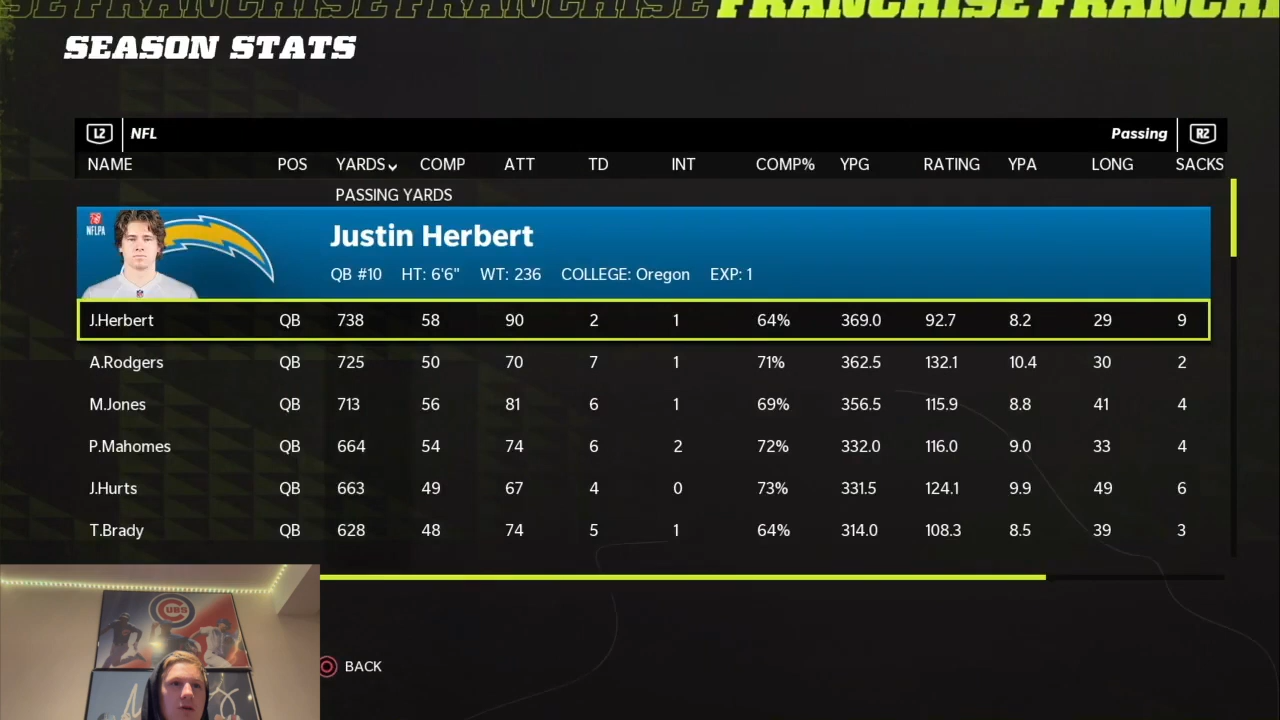 SE FRANCHISE FRANCHISE FRANCHISE FRANCHI
SEASON STATS
L2 NFL Passing R2
NAME POS YARDS COMP ATT TD INT COMP% YPG RATING YPA LONG SACKS
PASSING YARDS
NFLPA
Justin Herbert
QB #10 HT: 6'6" WT: 236 COLLEGE: Oregon EXP: 1
J.Herbert QB 738 58 90 2 1 64% 369.0 92.7 8.2 29 9
A.Rodgers QB 725 50 70 7 1 71% 362.5 132.1 10.4 30 2
M.Jones QB 713 56 81 6 1 69% 356.5 115.9 8.8 41 4
P.Mahomes QB 664 54 74 6 2 72% 332.0 116.0 9.0 33 4
J.Hurts QB 663 49 67 4 0 73% 331.5 124.1 9.9 49 6
T.Brady QB 628 48 74 5 1 64% 314.0 108.3 8.5 39 3
CUBS
BACK